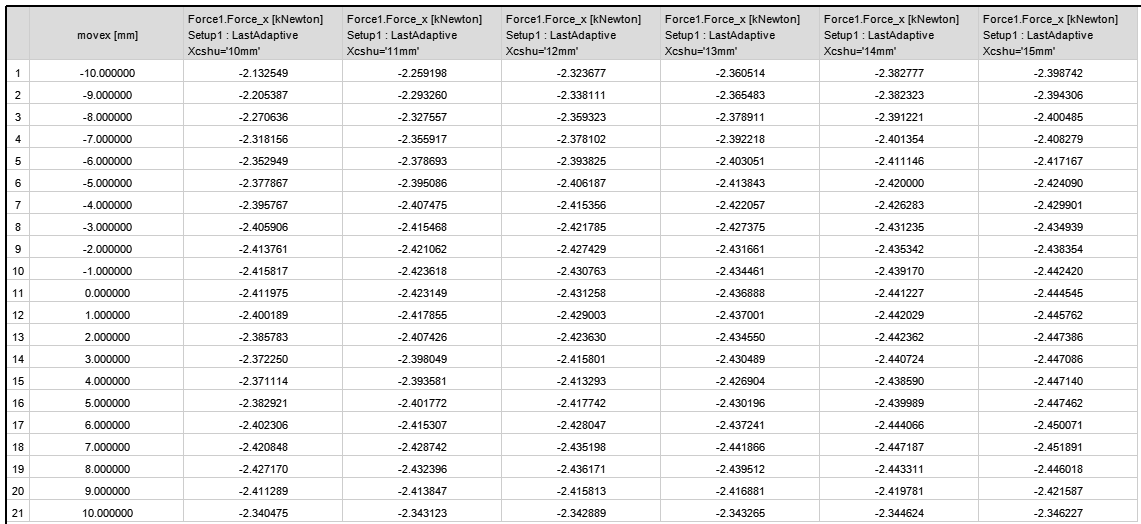 movex [mm] Force1.Force_x [kNewton] Setup1 : LastAdaptive Xcshu='10mm' Force1.Force_x [kNewton] Setup1 : LastAdaptive Xcshu='11mm' Force1.Force_x [kNewton] Setup1 : LastAdaptive Xcshu='12mm' Force1.Force_x [kNewton] Setup1 : LastAdaptive Xcshu='13mm' Force1.Force_x [kNewton] Setup1 : LastAdaptive Xcshu='14mm' Force1.Force_x [kNewton] Setup1 : LastAdaptive Xcshu='15mm'
1 -10.000000 -2.132549 -2.259198 -2.323677 -2.360514 -2.382777 -2.398742
2 -9.000000 -2.205387 -2.293260 -2.338111 -2.365483 -2.382323 -2.394306
3 -8.000000 -2.270636 -2.327557 -2.359323 -2.378911 -2.391221 -2.400485
4 -7.000000 -2.318156 -2.355917 -2.378102 -2.392218 -2.401354 -2.408279
5 -6.000000 -2.352949 -2.378693 -2.393825 -2.403051 -2.411146 -2.417167
6 -5.000000 -2.377867 -2.395086 -2.406187 -2.413843 -2.420000 -2.424090
7 -4.000000 -2.395767 -2.407475 -2.415356 -2.422057 -2.426283 -2.429901
8 -3.000000 -2.405906 -2.415468 -2.421785 -2.427375 -2.431235 -2.434939
9 -2.000000 -2.413761 -2.421062 -2.427429 -2.431661 -2.435342 -2.438354
10 -1.000000 -2.415817 -2.423618 -2.430763 -2.434461 -2.439170 -2.442420
11 0.000000 -2.411975 -2.423149 -2.431258 -2.436888 -2.441227 -2.444545
12 1.000000 -2.400189 -2.417855 -2.429003 -2.437001 -2.442029 -2.445762
13 2.000000 -2.385783 -2.407426 -2.423630 -2.434550 -2.442362 -2.447386
14 3.000000 -2.372250 -2.398049 -2.415801 -2.430489 -2.440724 -2.447086
15 4.000000 -2.371114 -2.393581 -2.413293 -2.426904 -2.438590 -2.447140
16 5.000000 -2.382921 -2.401772 -2.417742 -2.430196 -2.439989 -2.447462
17 6.000000 -2.402306 -2.415307 -2.428047 -2.437241 -2.444066 -2.450071
18 7.000000 -2.420848 -2.428742 -2.435198 -2.441866 -2.447187 -2.451891
19 8.000000 -2.427170 -2.432396 -2.436171 -2.439512 -2.443311 -2.446018
20 9.000000 -2.411289 -2.413847 -2.415813 -2.416881 -2.419781 -2.421587
21 10.000000 -2.340475 -2.343123 -2.342889 -2.343265 -2.344624 -2.346227